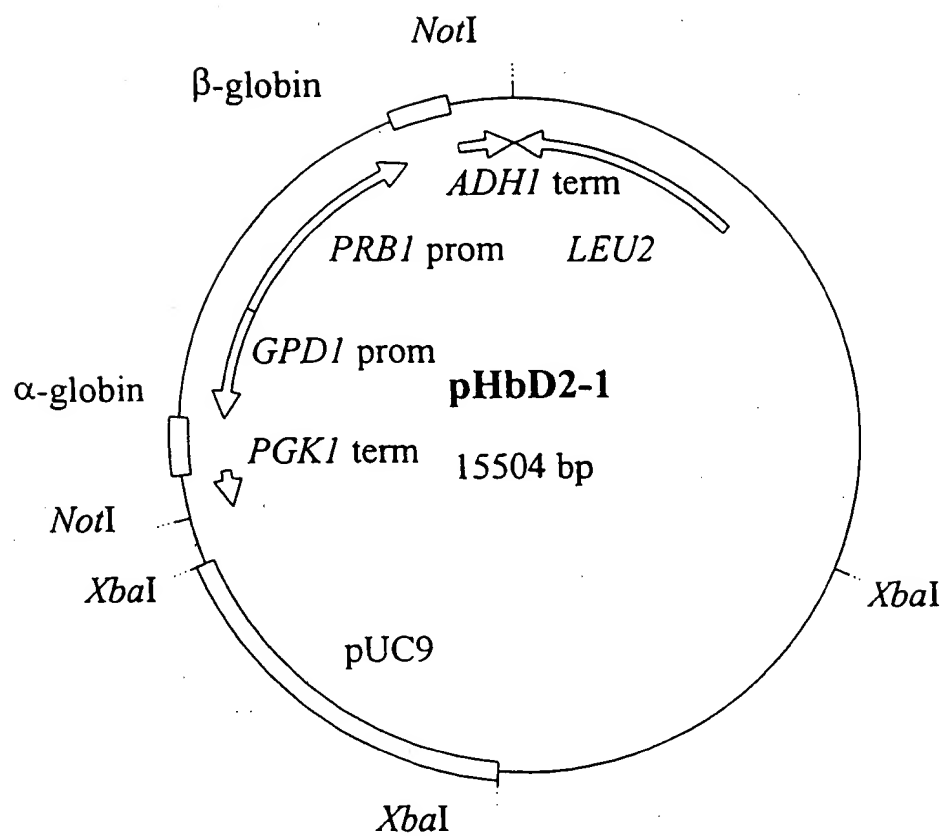 NotI
β-globin
ADH1 term
PRB1 prom
LEU2
GPD1 prom
α-globin
pHbD2-1
PGK1 term
15504 bp
NotI
XbaI
XbaI
pUC9
XbaI